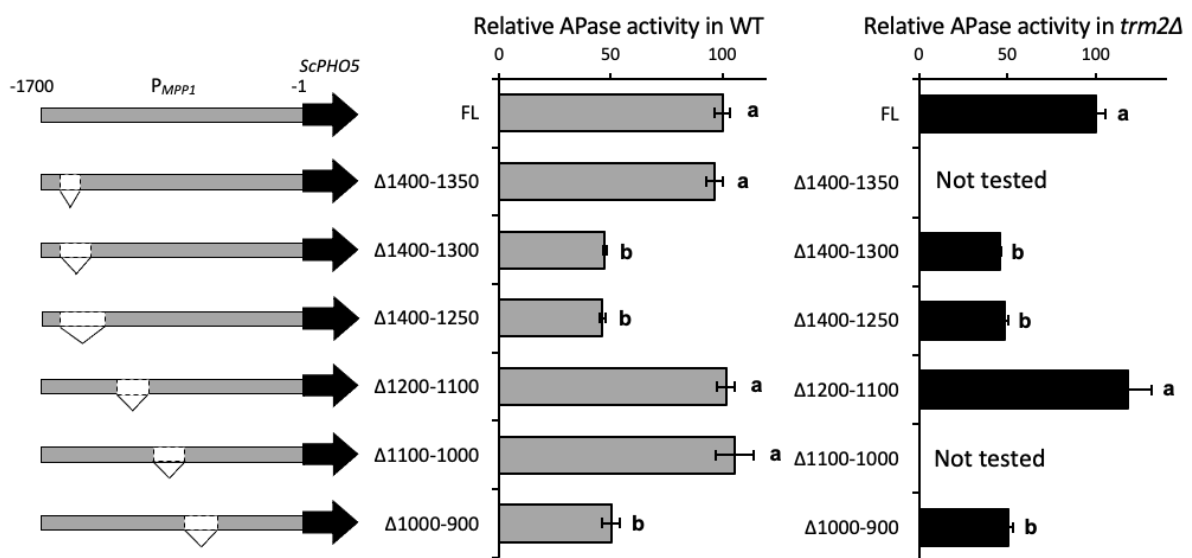 Relative APase activity in WT
Relative APase activity in trm2Δ
0 50 100
0 50 100
ScPHO5
-1700 PMPP1 -1
FL a FL a
Δ1400-1350 a Δ1400-1350 Not tested
Δ1400-1300 b Δ1400-1300 b
Δ1400-1250 b Δ1400-1250 b
Δ1200-1100 a Δ1200-1100 a
Δ1100-1000 a Δ1100-1000 Not tested
Δ1000-900 b Δ1000-900 b